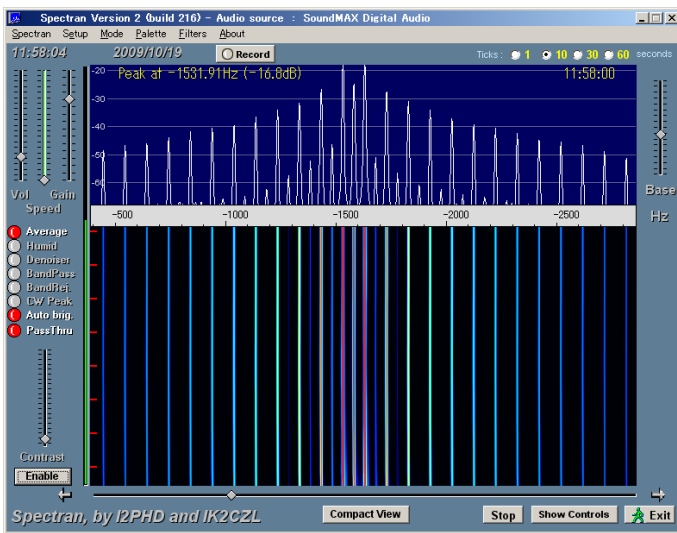 Spectran Version 2 (build 216) - Audio source : SoundMAX Digital Audio
Spectran Setup Mode Palette Filters About
11:58:04 2009/10/19 Record Ticks: 1 10 30 60 seconds
-20 Peak at -1531.91Hz (-16.8dB) 11:58:00
-30
-40
-50
-60
Vol Gain
Speed
Base
-500 -1000 -1500 -2000 -2500 Hz
Average
Humid
Denoiser
BandPass
BandRej.
CW Peak
Auto brig.
PassThru
Contrast
Enable
Spectran, by I2PHD and IK2CZL Compact View Stop Show Controls Exit